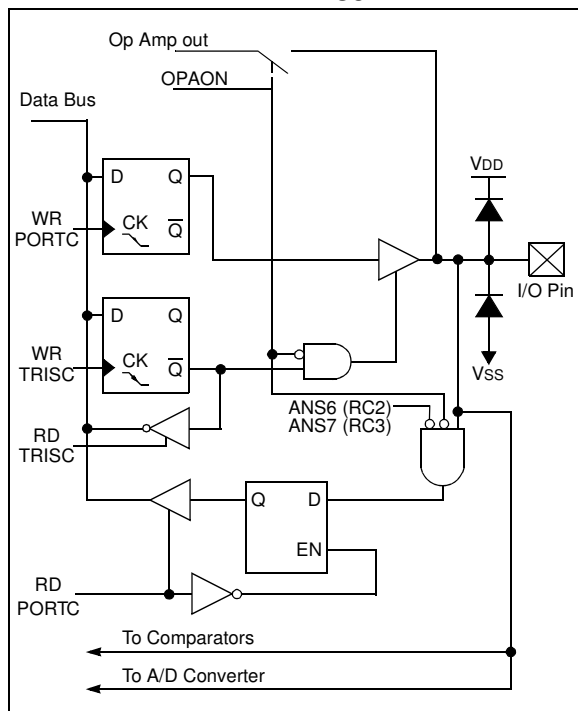 Op Amp out
OPAON
Data Bus
D Q
VDD
WR
PORTC
CK
Q
I/O Pin
D Q
VSS
WR
TRISC
CK
Q
ANS6 (RC2)
ANS7 (RC3)
RD
TRISC
Q D
EN
RD
PORTC
To Comparators
To A/D Converter